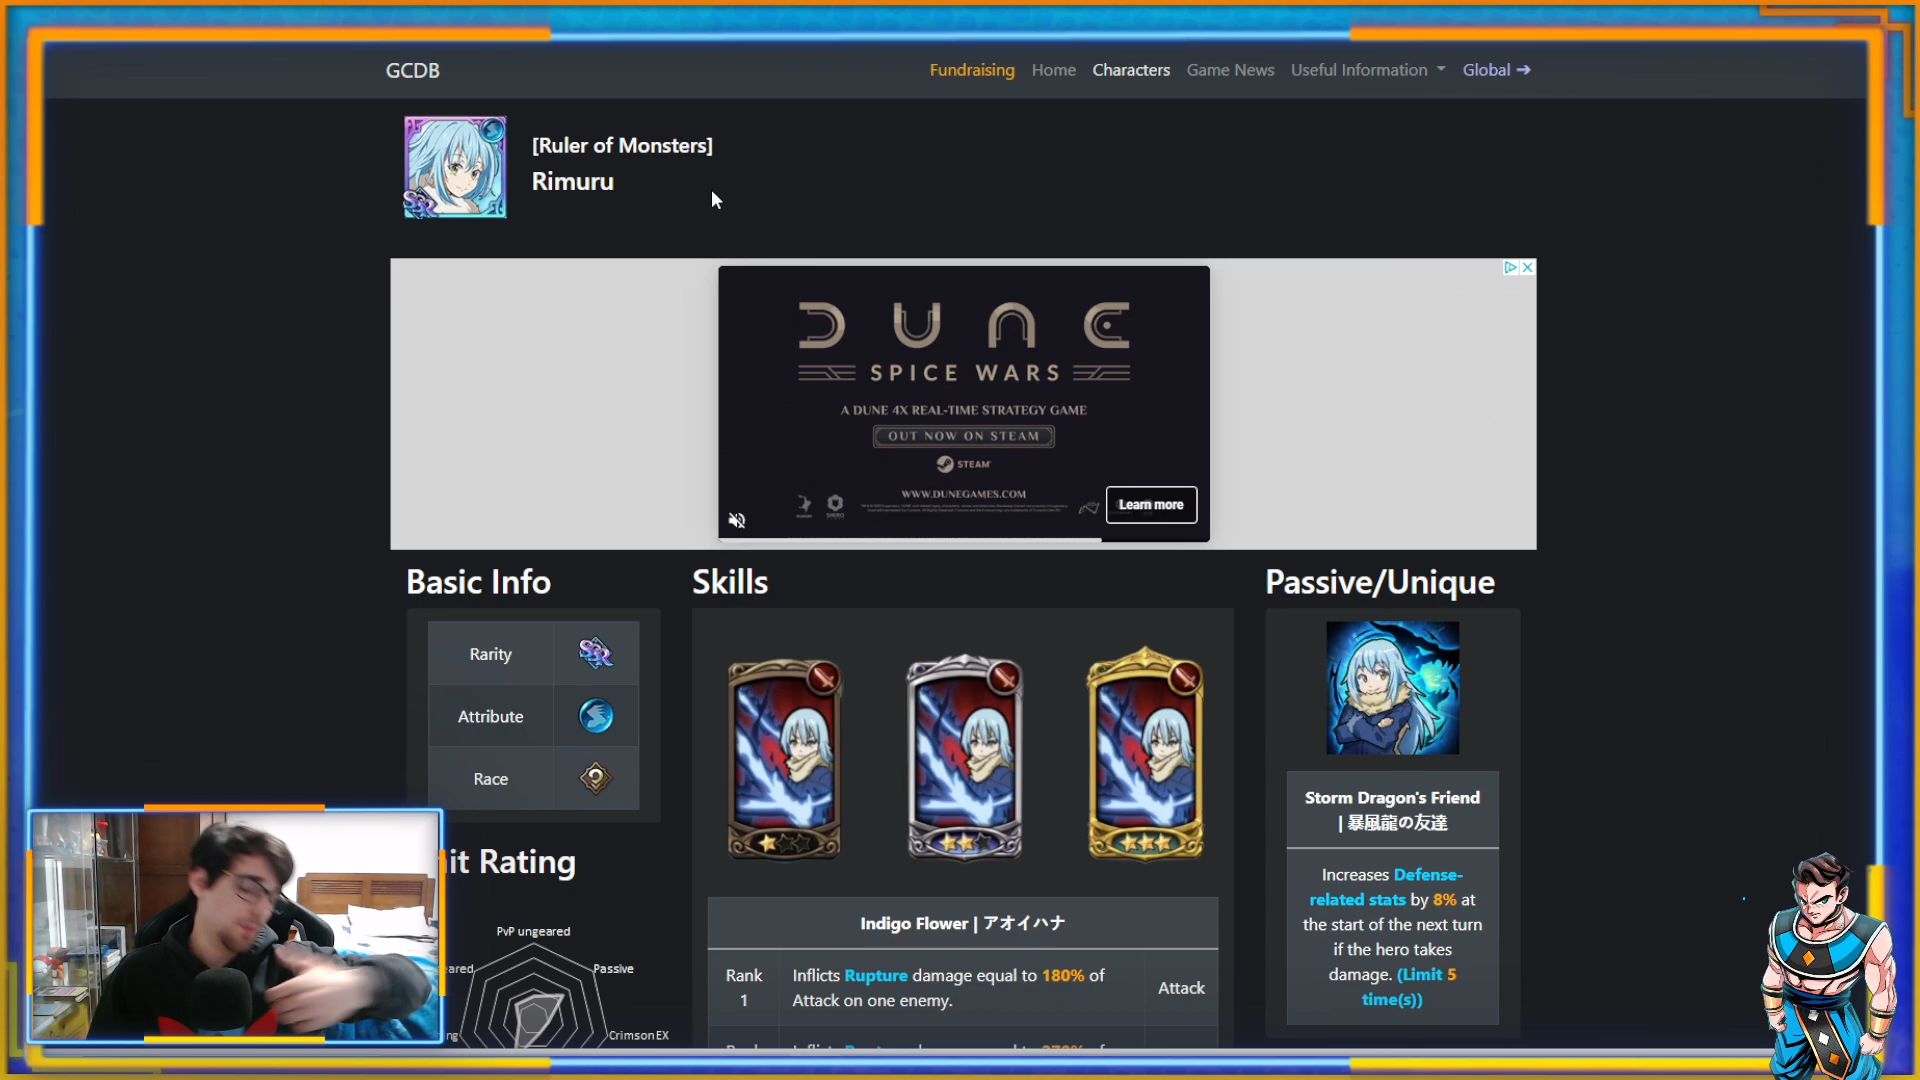 GCDB
Fundraising Home Characters Game News Useful Information Global
[Ruler of Monsters]
Rimuru
SSR
DUNE
SPICE WARS
A DUNE 4X REAL-TIME STRATEGY GAME
OUT NOW ON STEAM
STEAM
WWW.DUNEGAMES.COM
Learn more
Basic Info
Skills
Passive/Unique
Rarity
SSR
Attribute
Race
Storm Dragon's Friend
| 暴風龍の友達
Increases Defense-
related stats by 8% at
the start of the next turn
if the hero takes
damage. (Limit 5
time(s))
it Rating
PvP ungeared
eared
Passive
CrimsonEX
ng
Indigo Flower | アオイハナ
Rank
1
Inflicts Rupture damage equal to 180% of
Attack on one enemy.
Attack